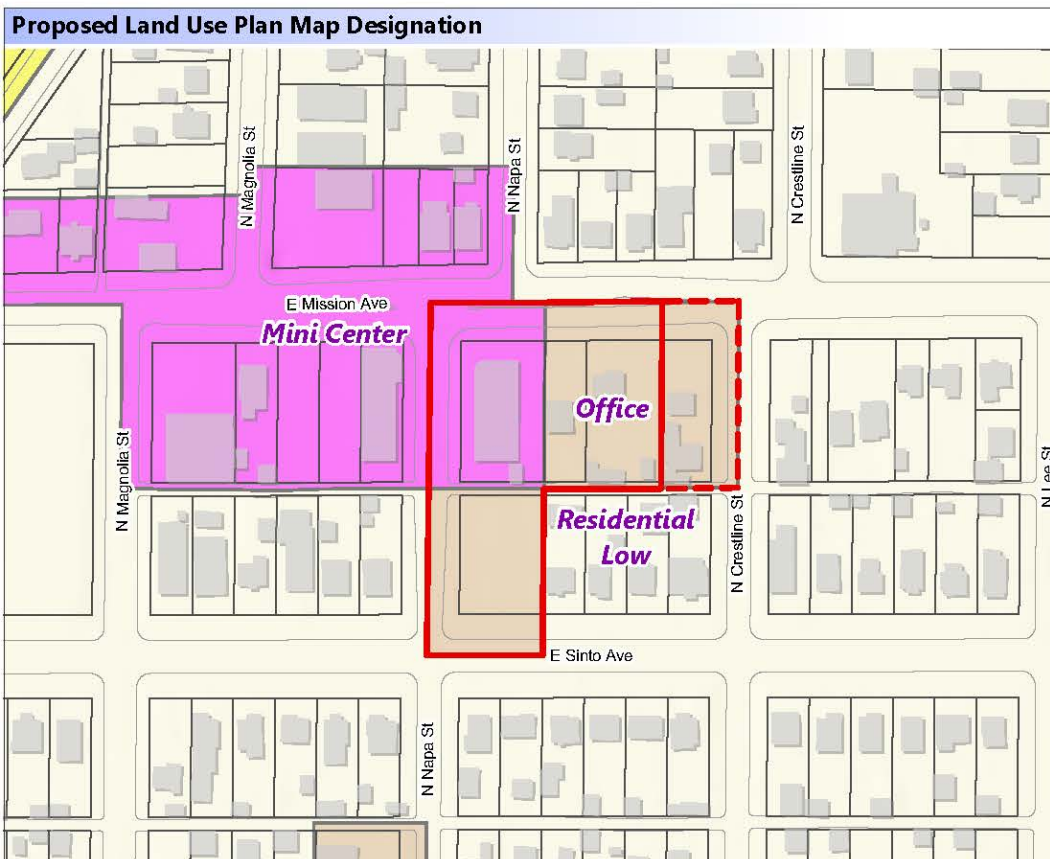 Proposed Land Use Plan Map Designation
N Magnolia St
N Napa St
N Crestline St
E Mission Ave
Mini Center
Office
N Magnolia St
Residential
Low
N Crestline St
N Lee St
E Sinto Ave
N Napa St